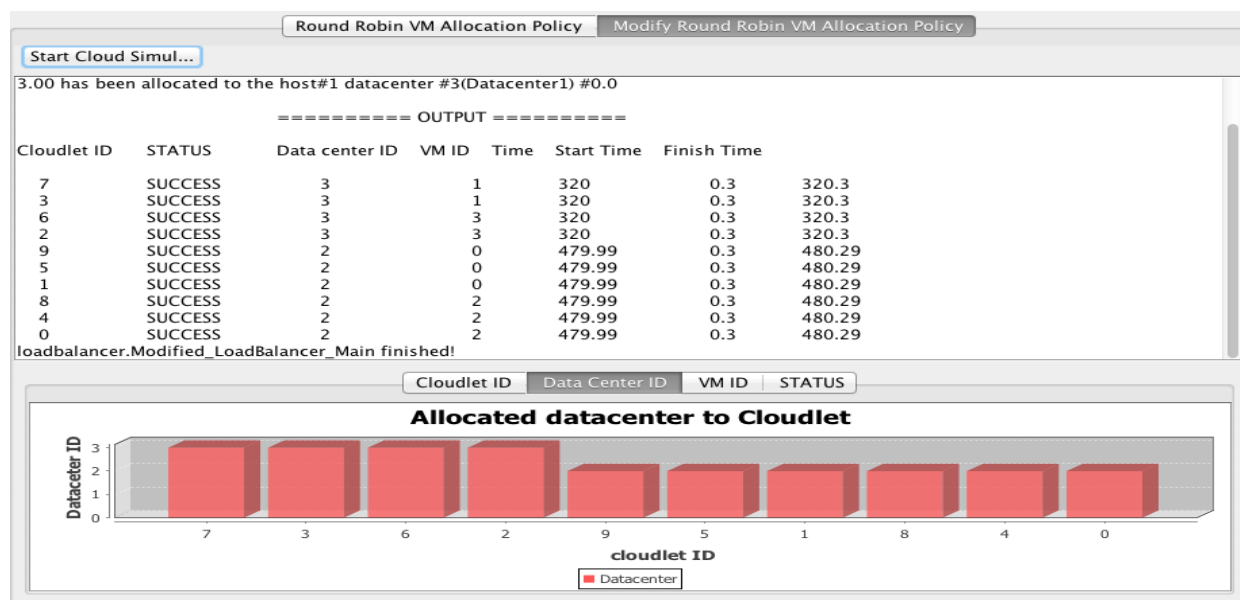 Round Robin VM Allocation Policy Modify Round Robin VM Allocation Policy
Start Cloud Simul...
3.00 has been allocated to the host#1 datacenter #3(Datacenter1) #0.0
========== OUTPUT ==========
Cloudlet ID STATUS Data center ID VM ID Time Start Time Finish Time
7 SUCCESS 3 1 320 0.3 320.3
3 SUCCESS 3 1 320 0.3 320.3
6 SUCCESS 3 3 320 0.3 320.3
2 SUCCESS 3 3 320 0.3 320.3
9 SUCCESS 2 0 479.99 0.3 480.29
5 SUCCESS 2 0 479.99 0.3 480.29
1 SUCCESS 2 0 479.99 0.3 480.29
8 SUCCESS 2 2 479.99 0.3 480.29
4 SUCCESS 2 2 479.99 0.3 480.29
0 SUCCESS 2 2 479.99 0.3 480.29
loadbalancer.Modified_LoadBalancer_Main finished!
Cloudlet ID Data Center ID VM ID STATUS
Allocated datacenter to Cloudlet
Dataceter ID
3
2
1
0
7 3 6 2 9 5 1 8 4 0
cloudlet ID
Datacenter